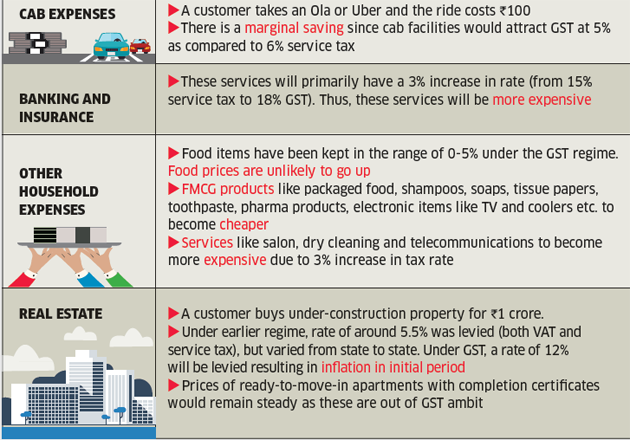 CAB EXPENSES
▶A customer takes an Ola or Uber and the ride costs ₹100
▶There is a marginal saving since cab facilities would attract GST at 5%
as compared to 6% service tax
BANKING AND
INSURANCE
▶These services will primarily have a 3% increase in rate (from 15%
service tax to 18% GST). Thus, these services will be more expensive
OTHER
HOUSEHOLD
EXPENSES
▶Food items have been kept in the range of 0-5% under the GST regime.
Food prices are unlikely to go up
▶FMCG products like packaged food, shampoos, soaps, tissue papers,
toothpaste, pharma products, electronic items like TV and coolers etc. to
become cheaper
▶Services like salon, dry cleaning and telecommunications to become
more expensive due to 3% increase in tax rate
REAL ESTATE
▶A customer buys under-construction property for ₹1 crore.
▶Under earlier regime, rate of around 5.5% was levied (both VAT and
service tax), but varied from state to state. Under GST, a rate of 12%
will be levied resulting in inflation in initial period
▶Prices of ready-to-move-in apartments with completion certificates
would remain steady as these are out of GST ambit